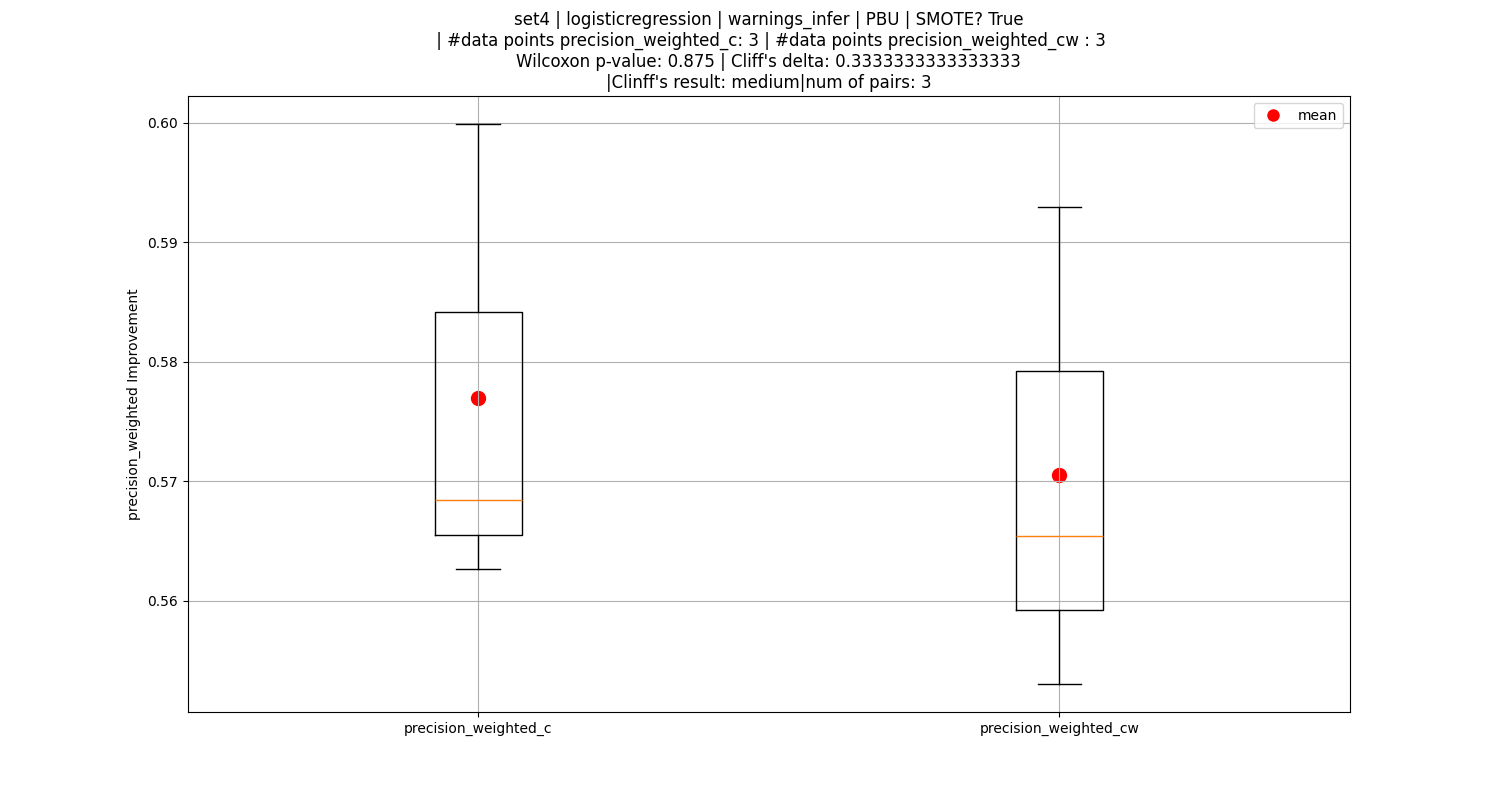 set4 | logisticregression | warnings_infer | PBU | SMOTE? True
| #data points precision_weighted_c: 3 | #data points precision_weighted_cw : 3
Wilcoxon p-value: 0.875 | Cliff's delta: 0.3333333333333333
|Clinff's result: medium|num of pairs: 3
mean
0.60
0.59
0.58
0.57
0.56
precision_weighted Improvement
precision_weighted_c
precision_weighted_cw